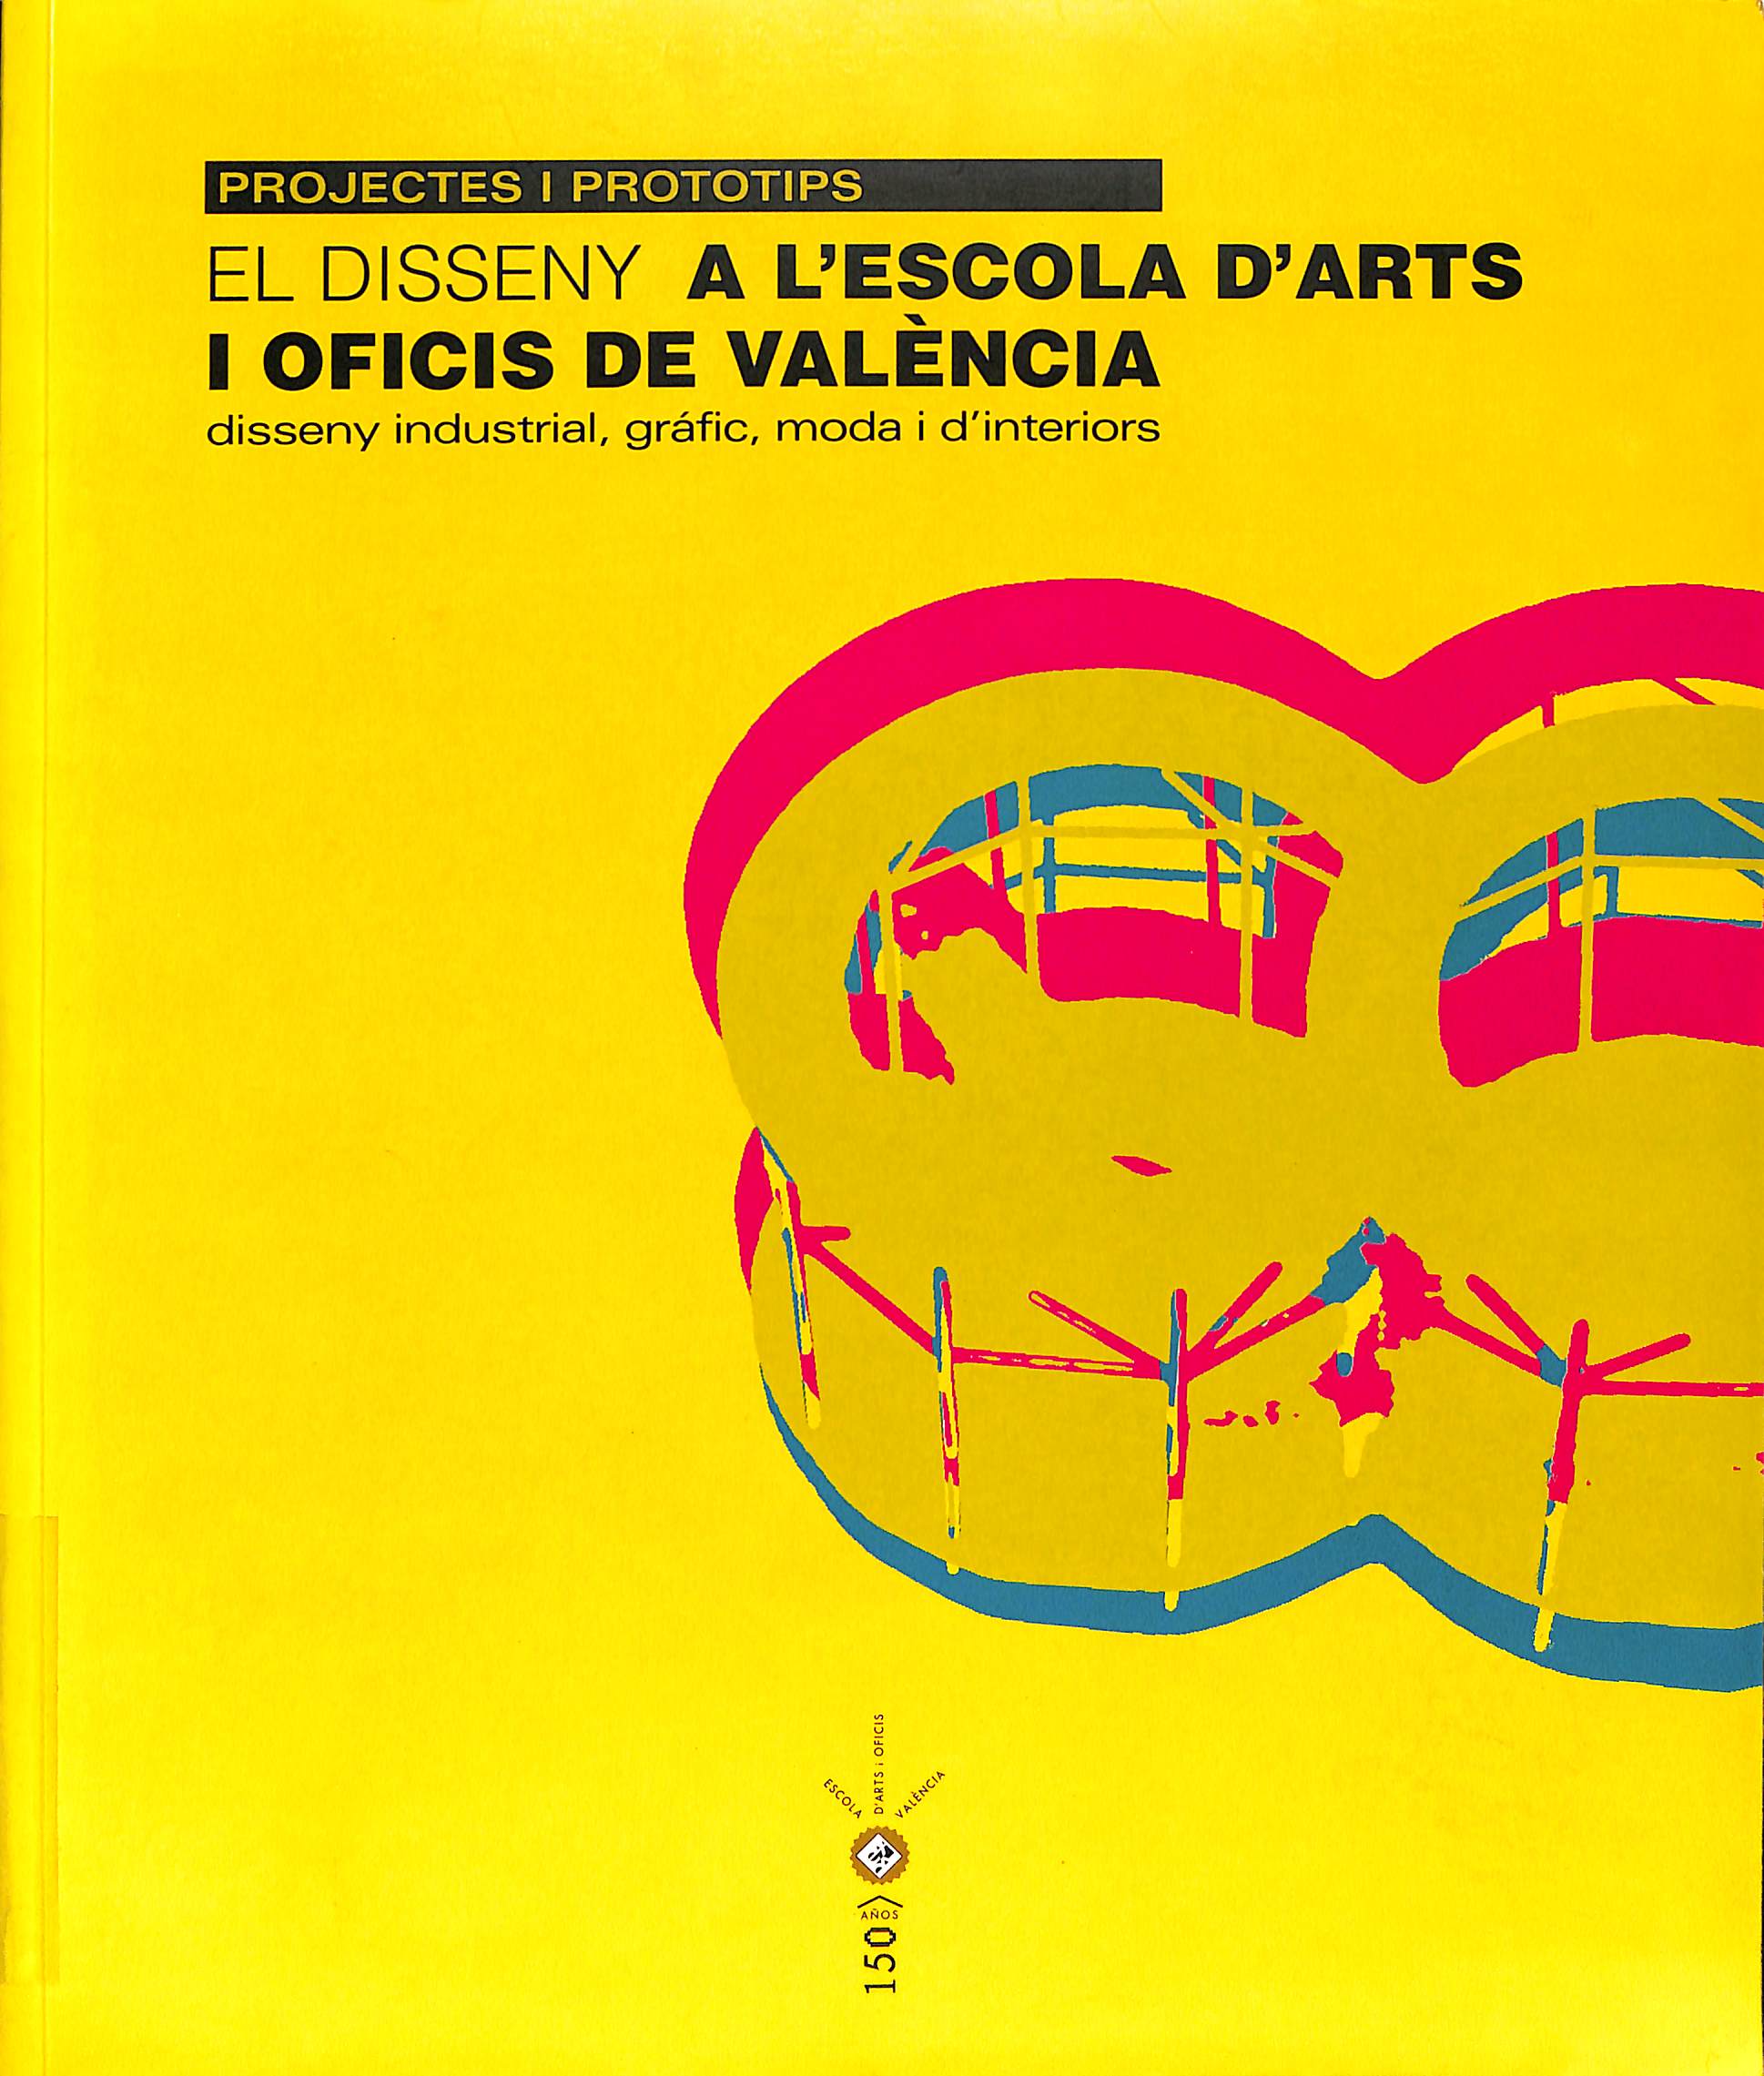 PROJECTES I PROTOTIPS
EL DISSENY A L’ESCOLA D’ARTS
I OFICIS DE VALÈNCIA
disseny industrial, gráfic, moda i d’interiors
ESCOLA
D’ARTS i OFICIS
VALÈNCIA
AÑOS
150